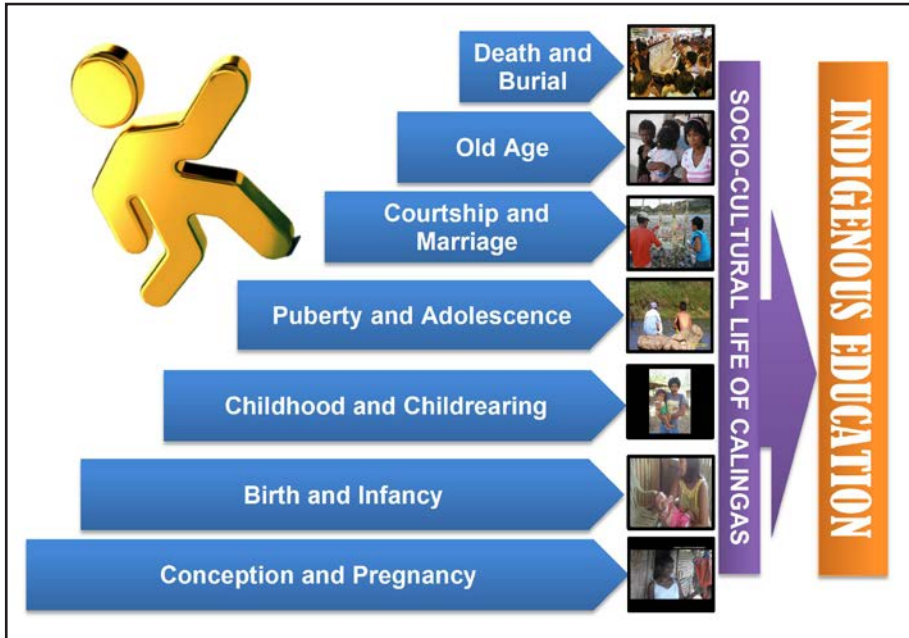 Death and
Burial
Old Age
Courtship and
Marriage
Puberty and Adolescence
Childhood and Childrearing
Birth and Infancy
Conception and Pregnancy
SOCIO-CULTURAL LIFE OF CALINGAS
INDIGENOUS EDUCATION